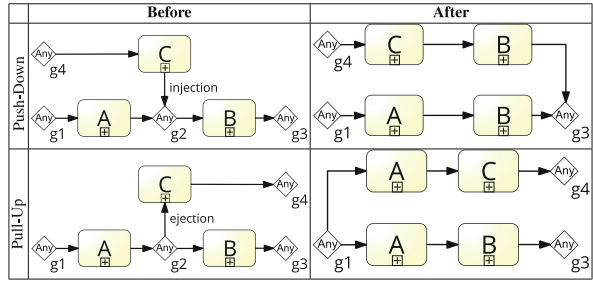 Before After
Push-Down
Any C
g4
injection
Any A Any B Any
g1 g2 g3
Any C B
g4
Any A B Any
g1 g3
Pull-Up
C Any
g4
ejection
Any A Any B Any
g1 g2 g3
A C Any
g4
Any A B Any
g1 g3